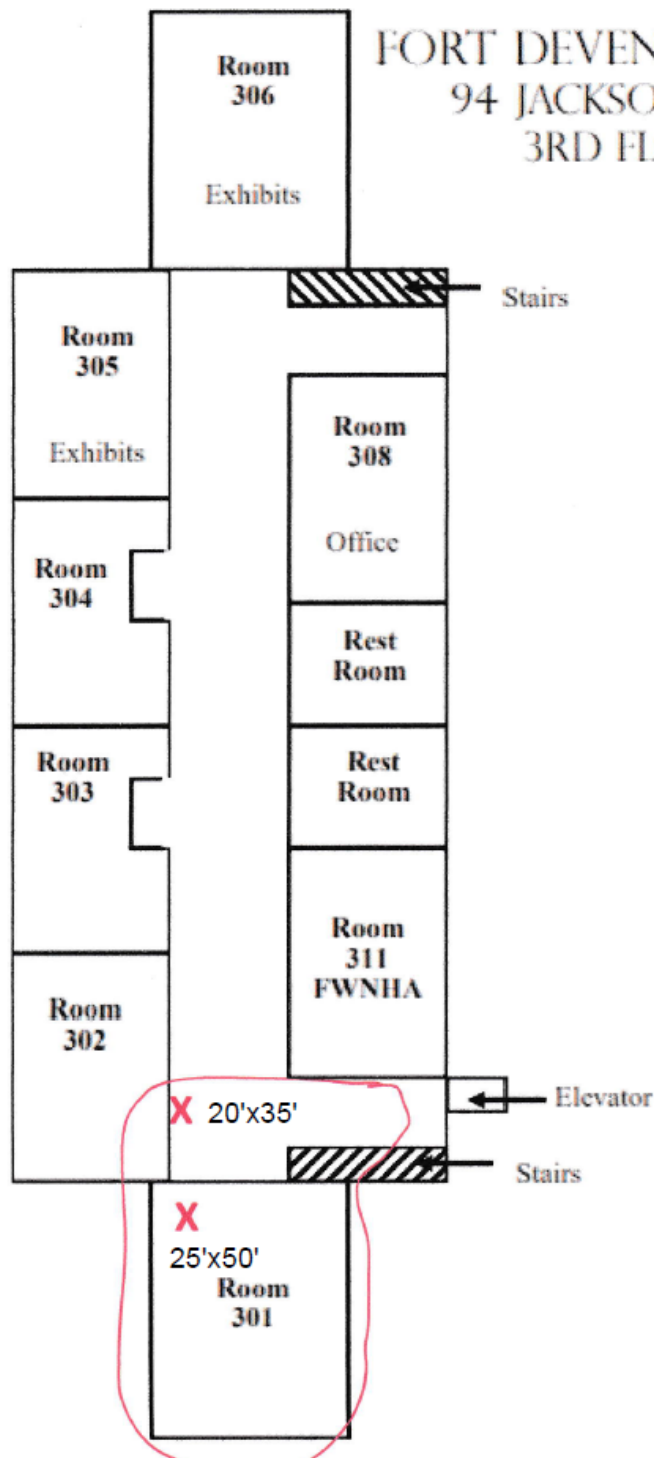 FORT DEVEN
94 JACKSO
3RD FL
Room
306
Exhibits
Stairs
Room
305
Exhibits
Room
308
Office
Room
304
Rest
Room
Room
303
Rest
Room
Room
311
FWNHA
Room
302
X 20'x35'
Elevator
Stairs
X
25'x50'
Room
301